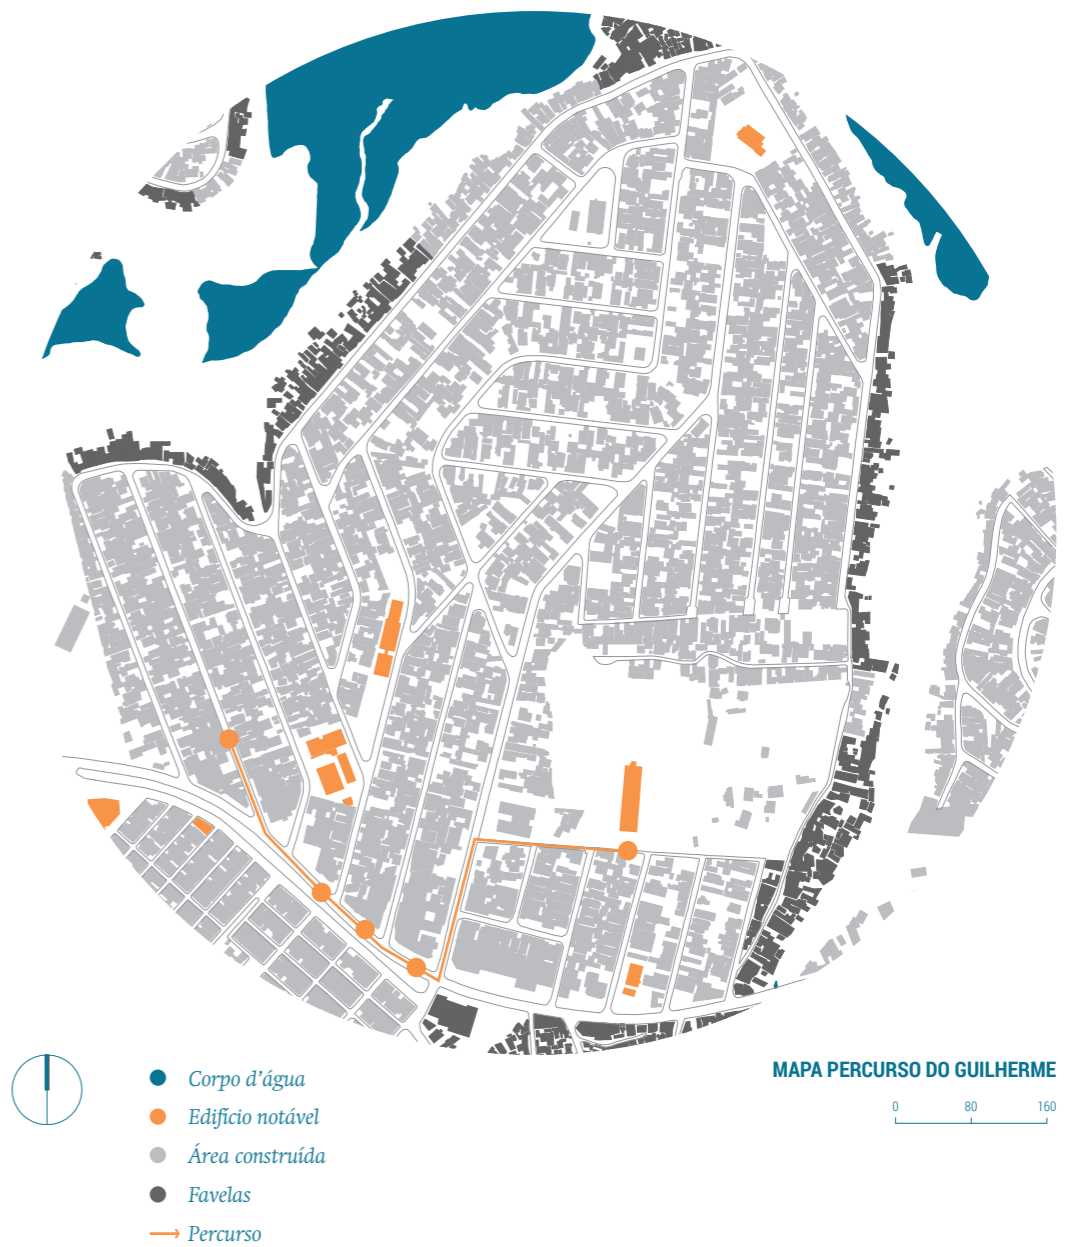 MAPA PERCURSO DO GUILHERME
0 80 160
Corpo d'água
Edifício notável
Área construída
Favelas
Percurso